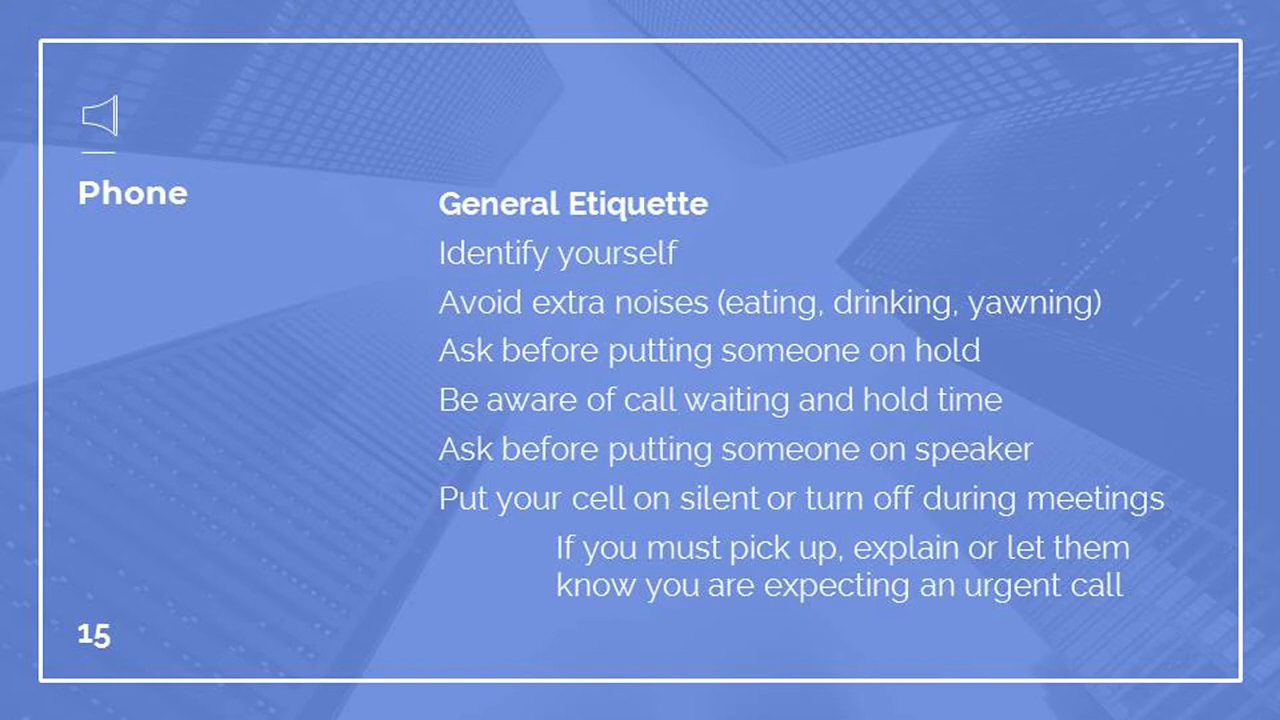 Phone
General Etiquette
Identify yourself
Avoid extra noises (eating, drinking, yawning)
Ask before putting someone on hold
Be aware of call waiting and hold time
Ask before putting someone on speaker
Put your cell on silent or turn off during meetings
If you must pick up, explain or let them
know you are expecting an urgent call
15